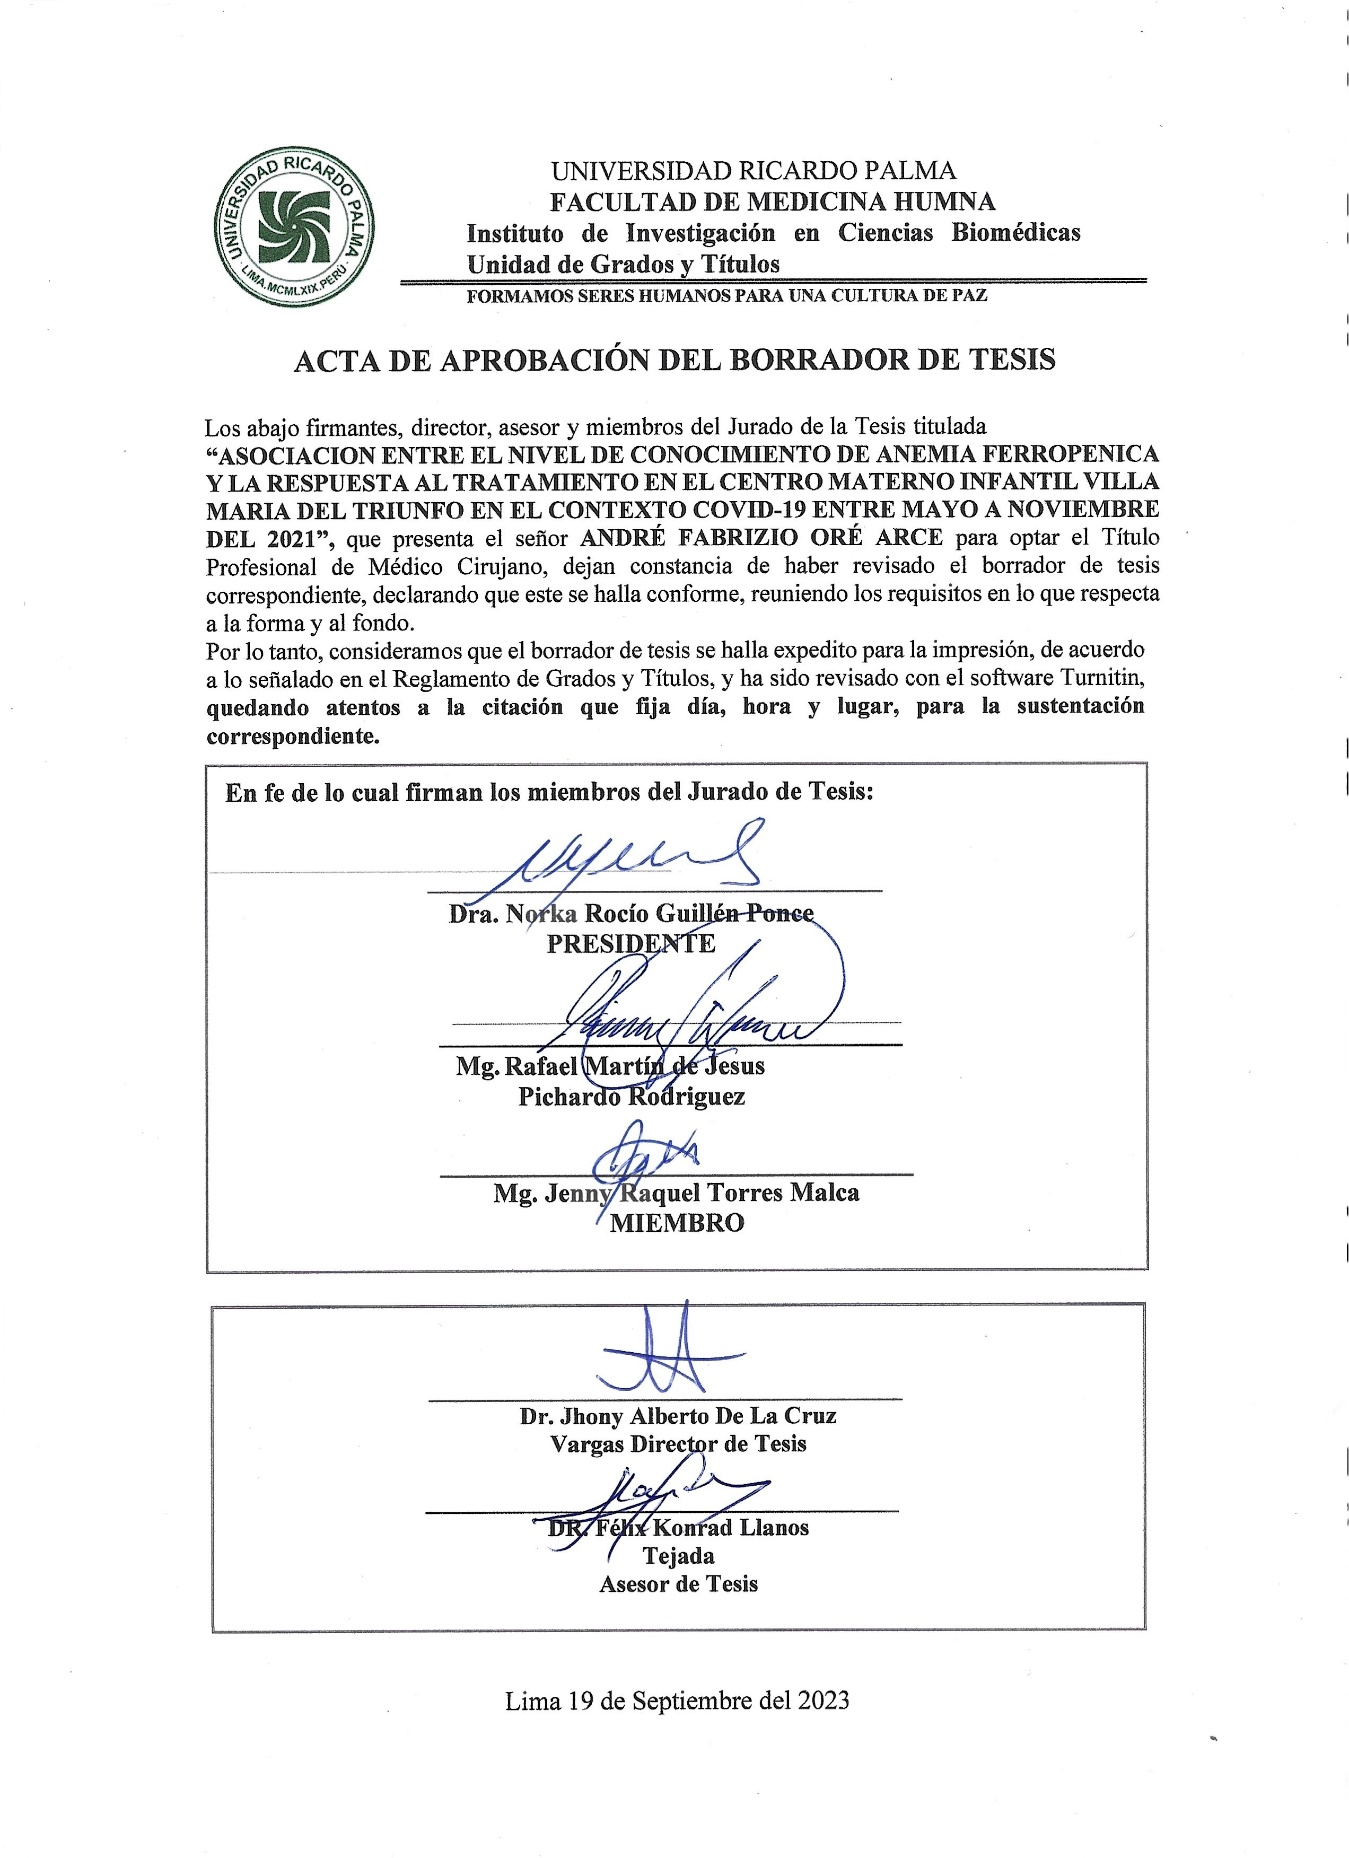 UNIVERSIDAD RICARDO PALMA
LIMA.MCMLXIX.PERÚ
UNIVERSIDAD RICARDO PALMA
FACULTAD DE MEDICINA HUMNA
Instituto de Investigación en Ciencias Biomédicas
Unidad de Grados y Títulos
FORMAMOS SERES HUMANOS PARA UNA CULTURA DE PAZ
ACTA DE APROBACIÓN DEL BORRADOR DE TESIS
Los abajo firmantes, director, asesor y miembros del Jurado de la Tesis titulada
“ASOCIACION ENTRE EL NIVEL DE CONOCIMIENTO DE ANEMIA FERROPENICA
Y LA RESPUESTA AL TRATAMIENTO EN EL CENTRO MATERNO INFANTIL VILLA
MARIA DEL TRIUNFO EN EL CONTEXTO COVID-19 ENTRE MAYO A NOVIEMBRE
DEL 2021”, que presenta el señor ANDRÉ FABRIZIO ORÉ ARCE para optar el Título
Profesional de Médico Cirujano, dejan constancia de haber revisado el borrador de tesis
correspondiente, declarando que este se halla conforme, reuniendo los requisitos en lo que respecta
a la forma y al fondo.
Por lo tanto, consideramos que el borrador de tesis se halla expedito para la impresión, de acuerdo
a lo señalado en el Reglamento de Grados y Títulos, y ha sido revisado con el software Turnitin,
quedando atentos a la citación que fija día, hora y lugar, para la sustentación
correspondiente.
En fe de lo cual firman los miembros del Jurado de Tesis:
Dra. Norka Rocío Guillén Ponce
PRESIDENTE
Mg. Rafael Martín de Jesus
Pichardo Rodriguez
Mg. Jenny Raquel Torres Malca
MIEMBRO
Dr. Jhony Alberto De La Cruz
Vargas Director de Tesis
DR. Félix Konrad Llanos
Tejada
Asesor de Tesis
Lima 19 de Septiembre del 2023